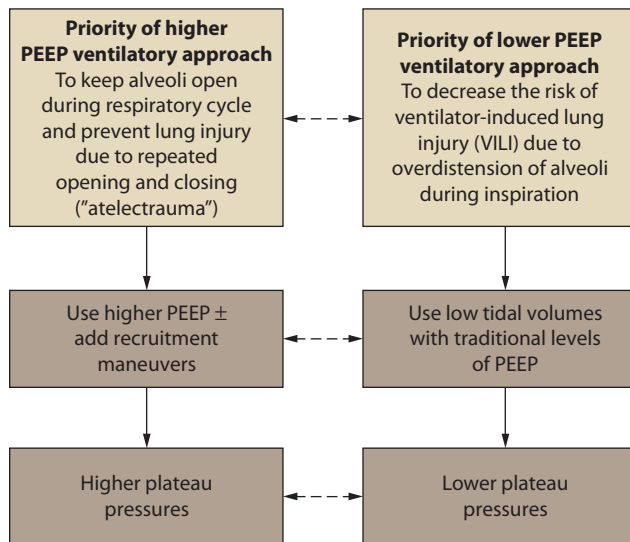 Priority of higher
PEEP ventilatory approach
To keep alveoli open
during respiratory cycle
and prevent lung injury
due to repeated
opening and closing
("atelectrauma")
Priority of lower PEEP
ventilatory approach
To decrease the risk of
ventilator-induced lung
injury (VILI) due to
overdistension of alveoli
during inspiration
Use higher PEEP ±
add recruitment
maneuvers
Use low tidal volumes
with traditional levels
of PEEP
Higher plateau
pressures
Lower plateau
pressures